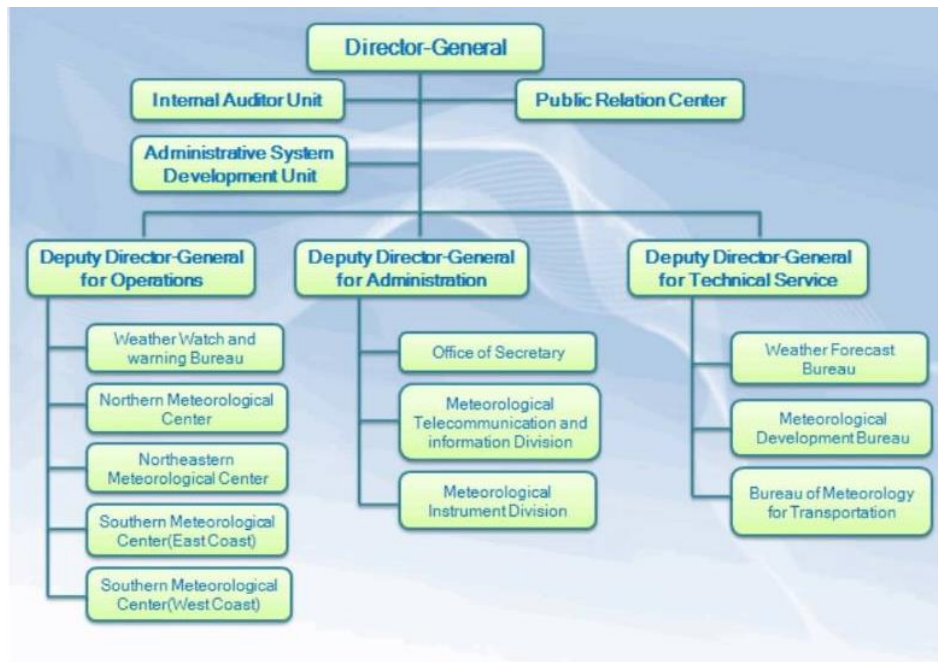 Director-General
Internal Auditor Unit
Public Relation Center
Administrative System
Development Unit
Deputy Director-General
for Operations
Deputy Director-General
for Administration
Deputy Director-General
for Technical Service
Weather Watch and
warning Bureau
Northern Meteorological
Center
Northeastern
Meteorological Center
Southern Meteorological
Center(East Coast)
Southern Meteorological
Center(West Coast)
Office of Secretary
Meteorological
Telecommunication and
information Division
Meteorological
Instrument Division
Weather Forecast
Bureau
Meteorological
Development Bureau
Bureau of Meteorology
for Transportation